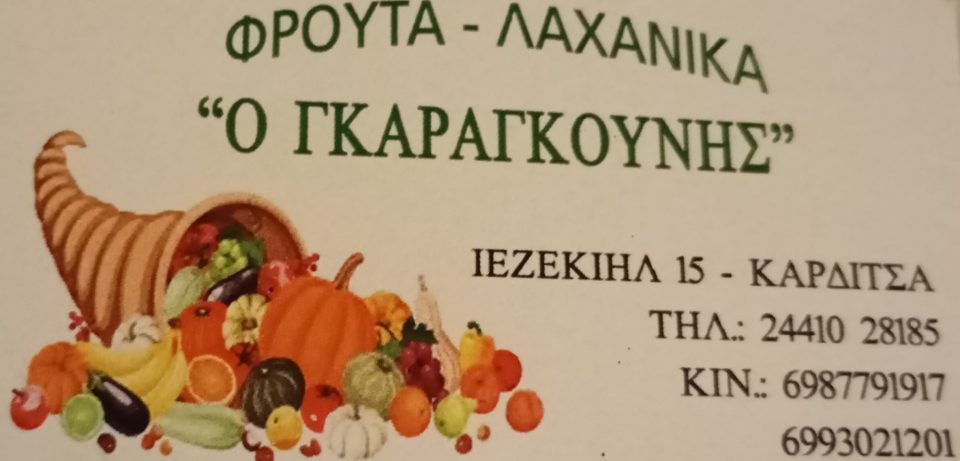 ΦΡΟΥΤΑ - ΛΑΧΑΝΙΚΑ
“Ο ΓΚΑΡΑΓΚΟΥΝΗΣ”
ΙΕΖΕΚΙΗΛ 15 - ΚΑΡΔΙΤΣΑ
ΤΗΛ.: 24410 28185
ΚΙΝ.: 6987791917
6993021201